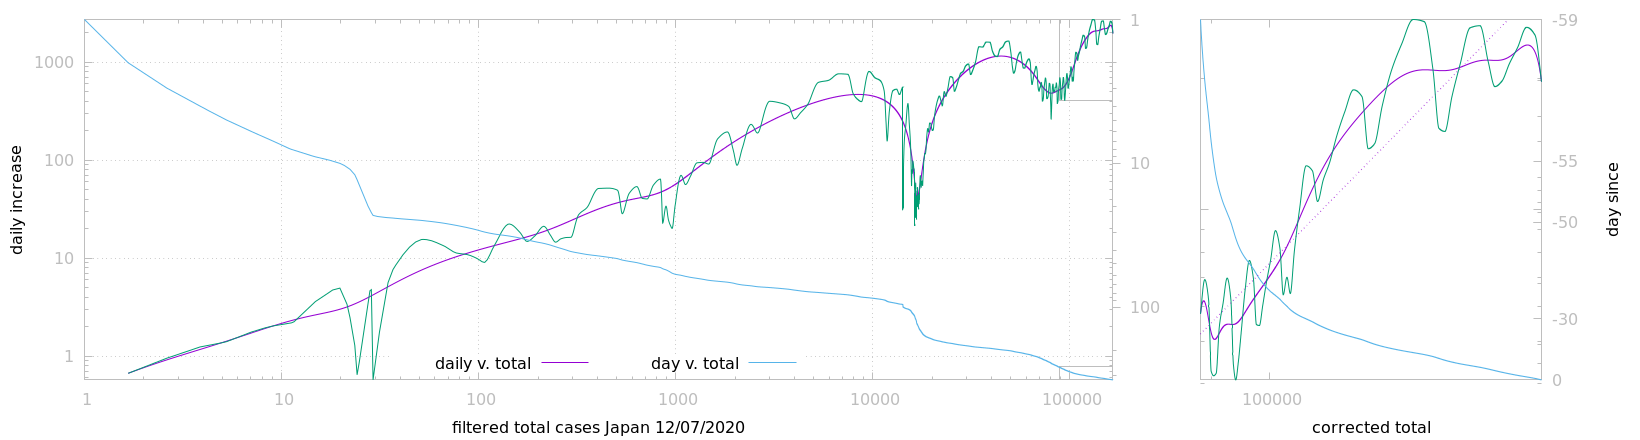 daily increase
1000
100
10
1
1
10
100
daily v. total
day v. total
1 10 100 1000 10000 100000
filtered total cases Japan 12/07/2020
-59
-55
-50
-30
0
day since
100000
corrected total